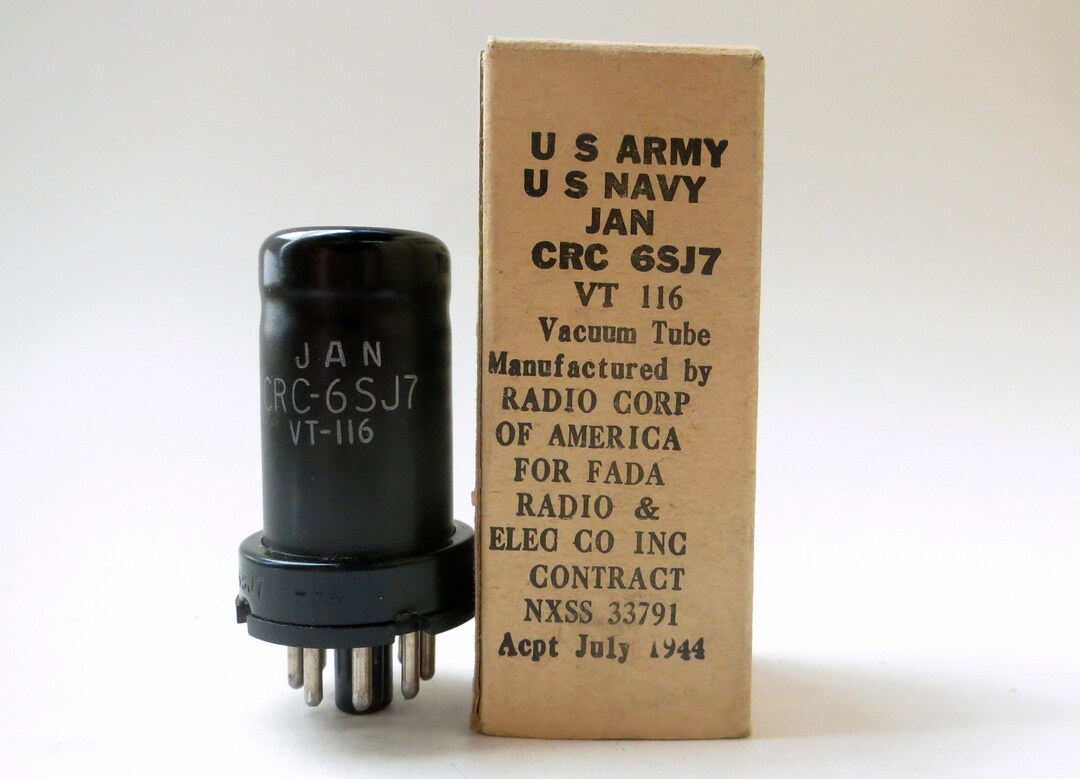 JAN
CRC-6SJ7
VT-116
6SJ7
U S ARMY
U S NAVY
JAN
CRC 6SJ7
VT 116
Vacuum Tube
Manufactured by
RADIO CORP
OF AMERICA
FOR FADA
RADIO &
ELEC CO INC
CONTRACT
NXSS 33791
Acpt July 1944